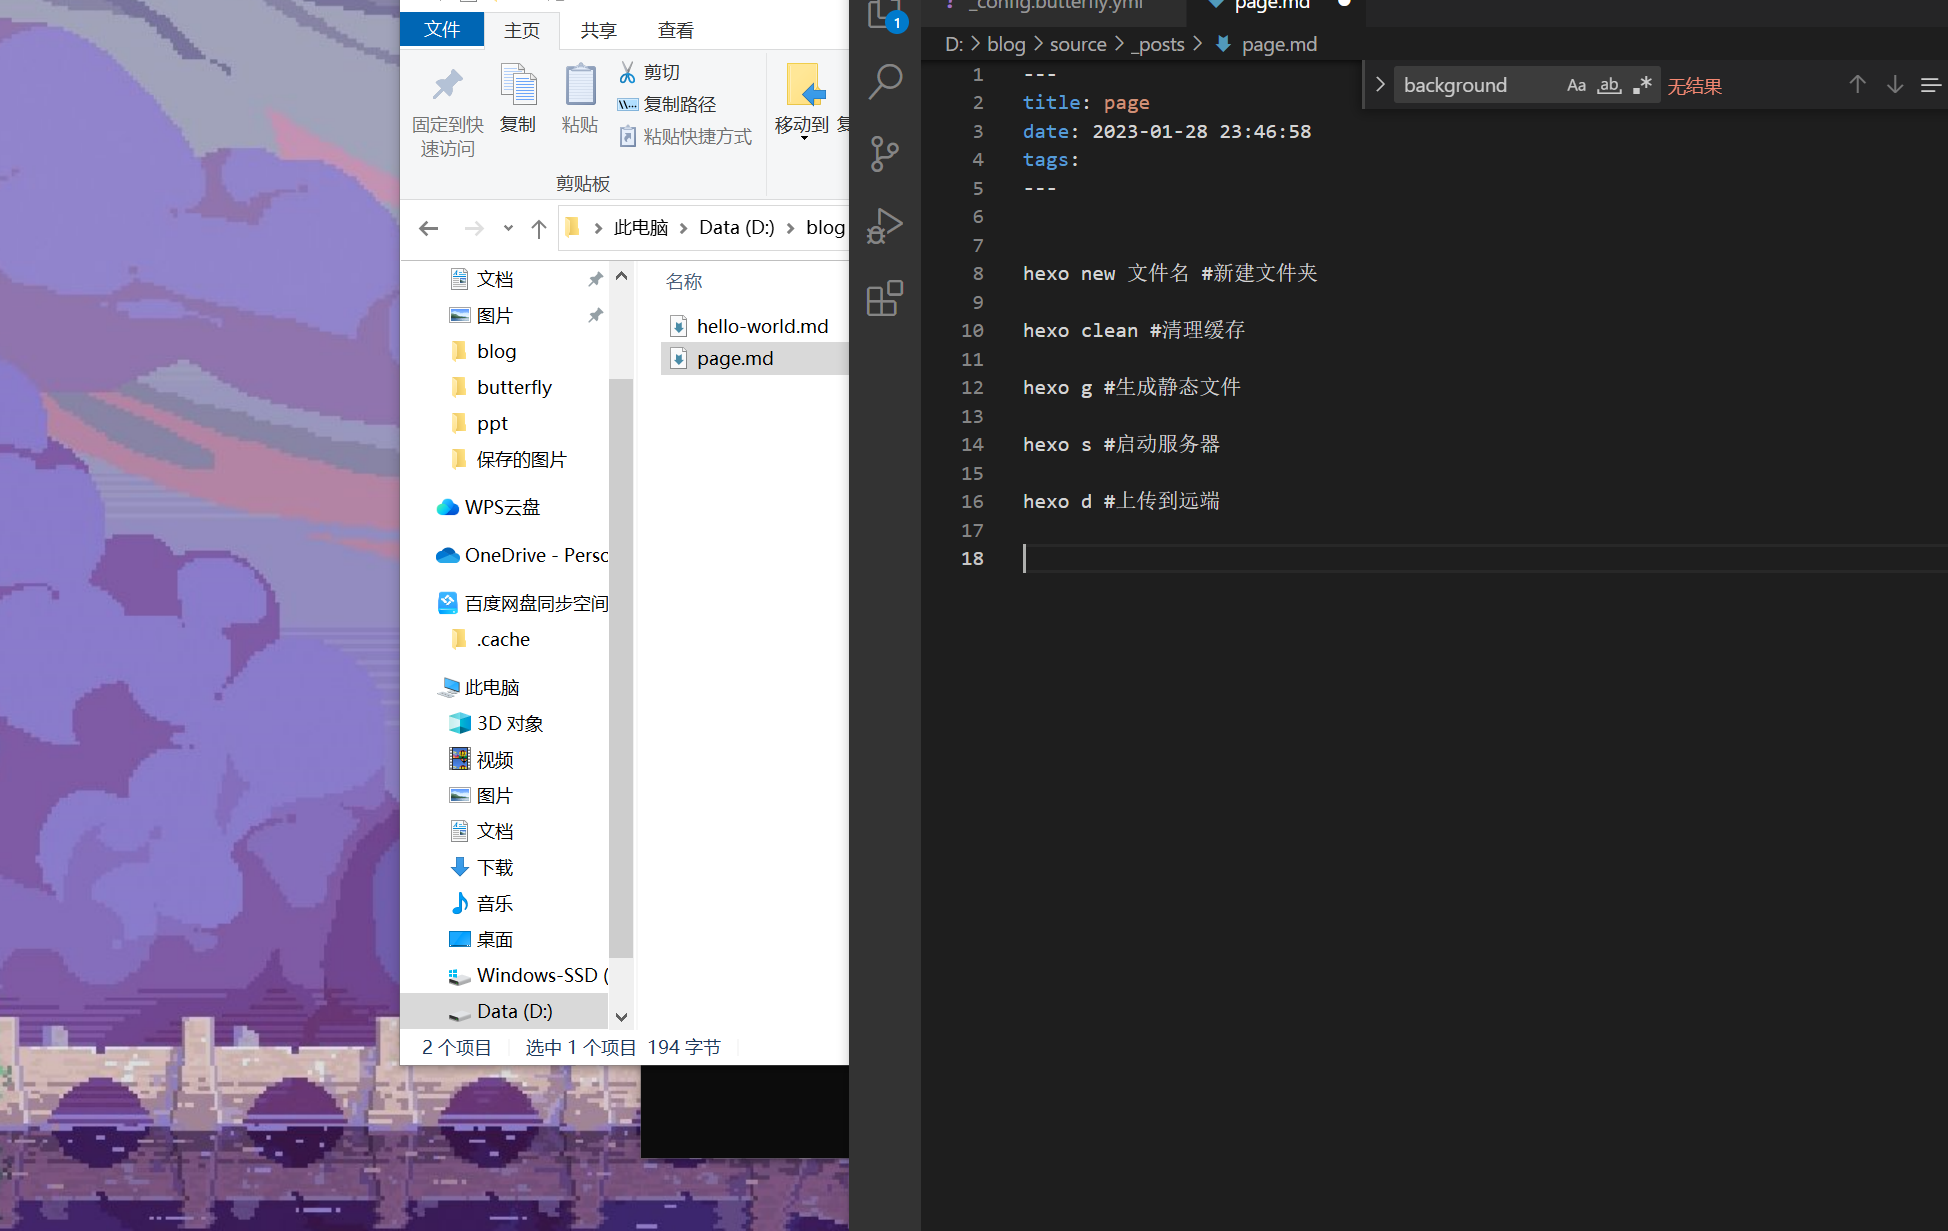 文件
主页
共享
查看
固定到快
速访问
复制
粘贴
剪切
复制路径
粘贴快捷方式
移动到
剪贴板
此电脑
Data (D:)
blog
文档
图片
blog
butterfly
ppt
保存的图片
WPS云盘
OneDrive - Perso
百度网盘同步空间
.cache
此电脑
3D 对象
视频
图片
文档
下载
音乐
桌面
Windows-SSD (
Data (D:)
名称
hello-world.md
page.md
2 个项目
选中 1 个项目 194 字节
1
_config.butterfly.yml
page.md
D: > blog > source > _posts > page.md
background
Aa
ab
.*
无结果
1 ---
2 title: page
3 date: 2023-01-28 23:46:58
4 tags:
5 ---
6
7
8 hexo new 文件名 #新建文件夹
9
10 hexo clean #清理缓存
11
12 hexo g #生成静态文件
13
14 hexo s #启动服务器
15
16 hexo d #上传到远端
17
18